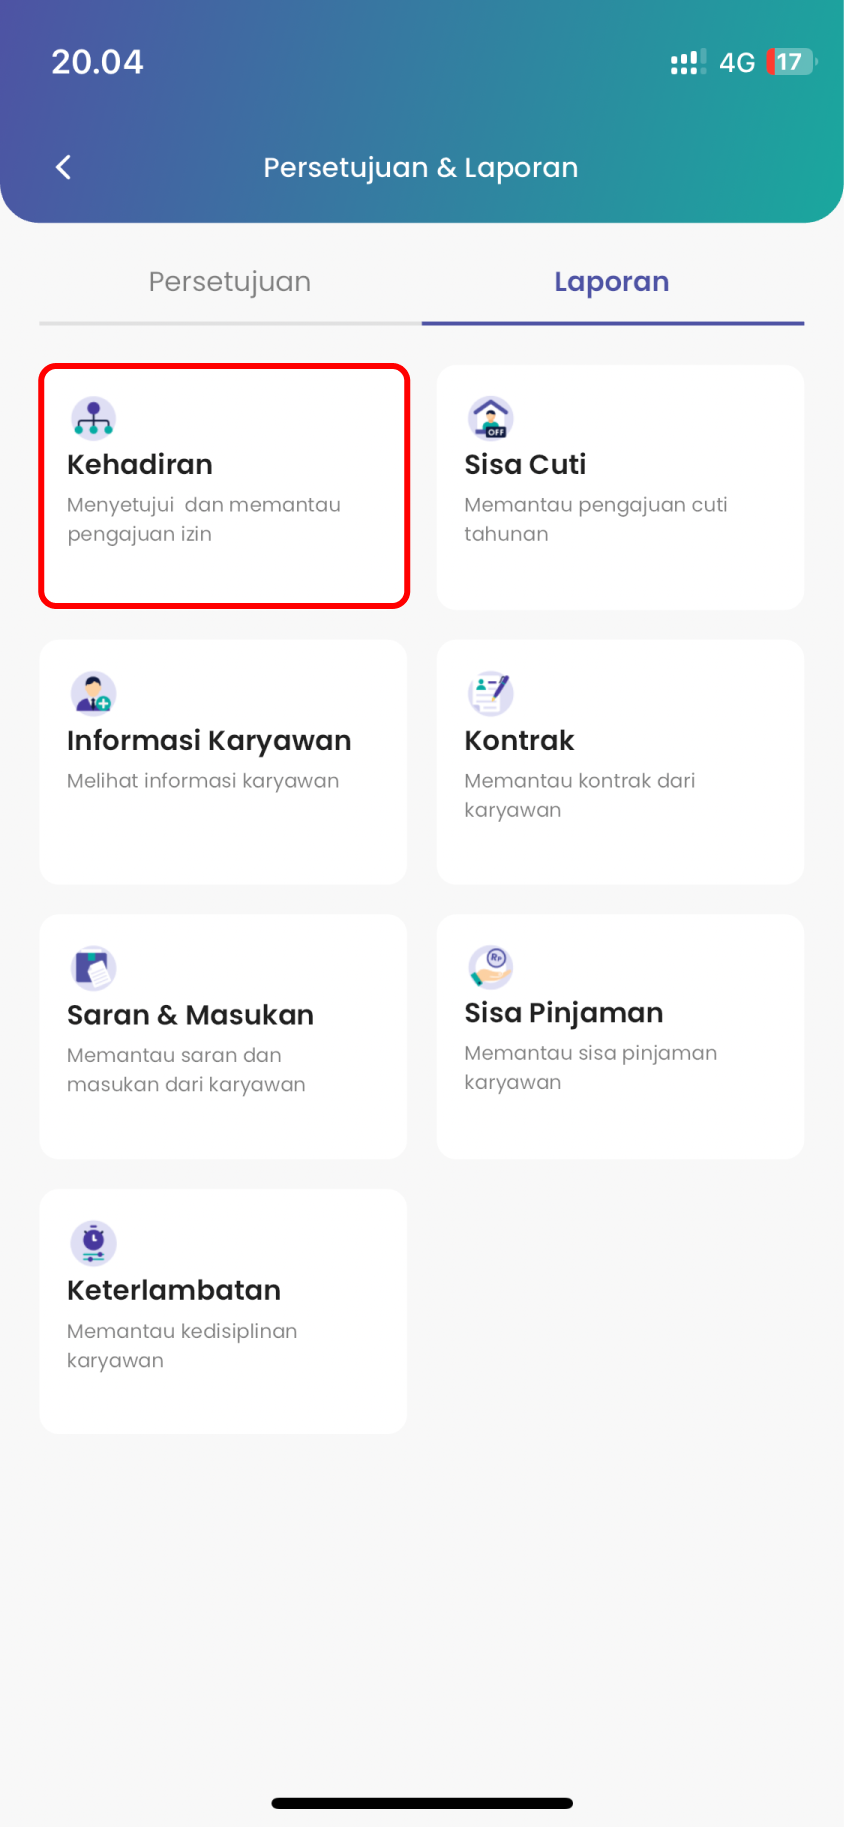 20.04
4G
17
Persetujuan & Laporan
Persetujuan
Laporan
Kehadiran
Menyetujui  dan memantau
pengajuan izin
OFF
Sisa Cuti
Memantau pengajuan cuti
tahunan
Informasi Karyawan
Melihat informasi karyawan
Kontrak
Memantau kontrak dari
karyawan
Saran & Masukan
Memantau saran dan
masukan dari karyawan
Rp
Sisa Pinjaman
Memantau sisa pinjaman
karyawan
Keterlambatan
Memantau kedisiplinan
karyawan